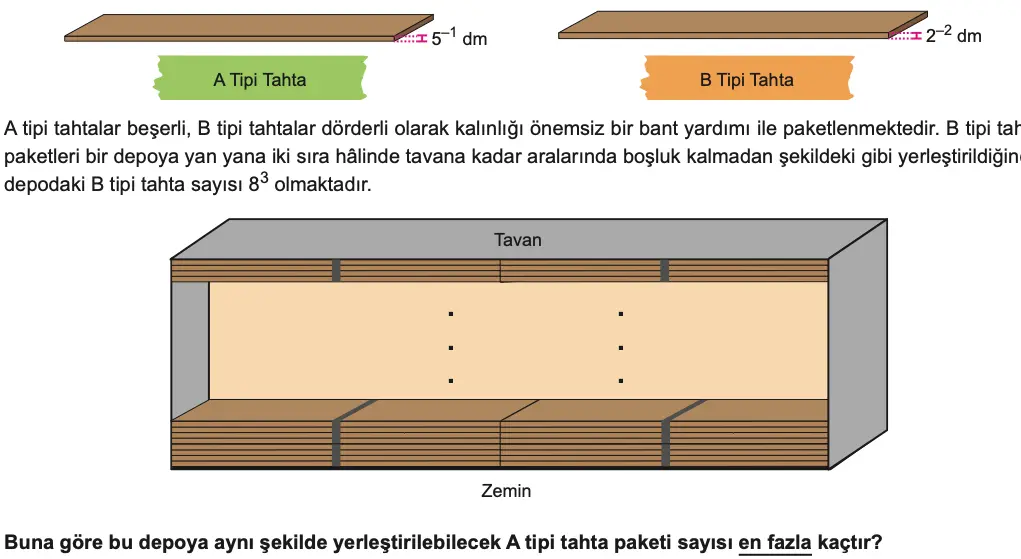 5⁻¹ dm
2⁻² dm
A Tipi Tahta
B Tipi Tahta
A tipi tahtalar beşerli, B tipi tahtalar dörderli olarak kalınlığı önemsiz bir bant yardımı ile paketlenmektedir. B tipi
paketleri bir depoya yan yana iki sıra hâlinde tavana kadar aralarında boşluk kalmadan şekildeki gibi
depodaki B tipi tahta sayısı 8³ olmaktadır.
Tavan
Zemin
Buna göre bu depoya aynı şekilde yerleştirilebilecek A tipi tahta paketi sayısı en fazla kaçtır?